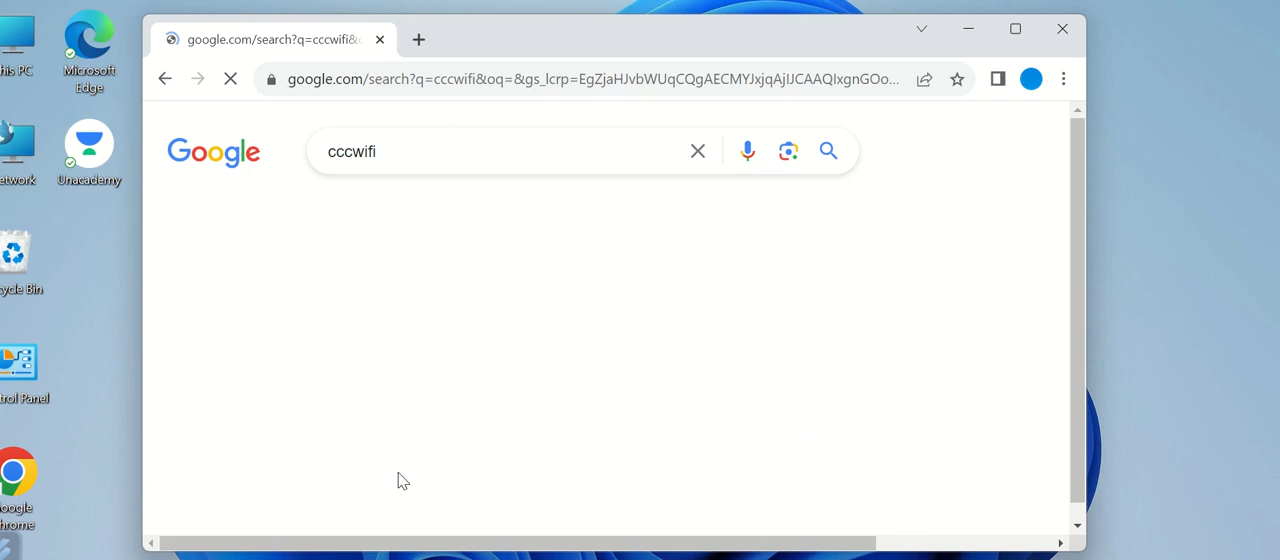 google.com/search?q=cccwifi&
google.com/search?q=cccwifi&oq=&gs_lcrp=EgZjaHJvbWUqCQgAECMYJxjqAjIJCAAQIxgnGOo...
Google
cccwifi
his PC
Microsoft
Edge
etwork
Unacademy
cycle Bin
trol Panel
oogle
hrome